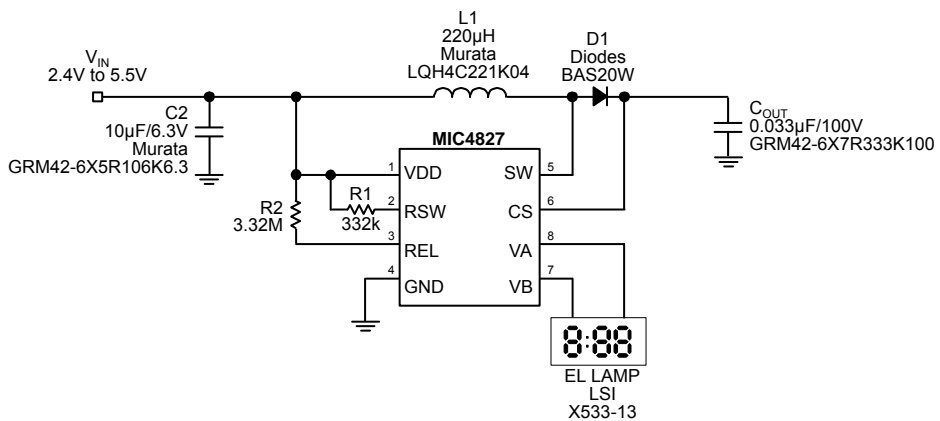 L1
220µH
Murata
LQH4C221K04
D1
Diodes
BAS20W
VIN
2.4V to 5.5V
C2
10µF/6.3V
Murata
GRM42-6X5R106K6.3
COUT
0.033µF/100V
GRM42-6X7R333K100
MIC4827
1 VDD
SW 5
R1
332k
2 RSW
CS 6
R2
3.32M
3 REL
VA 8
4 GND
VB 7
8:88
EL LAMP
LSI
X533-13